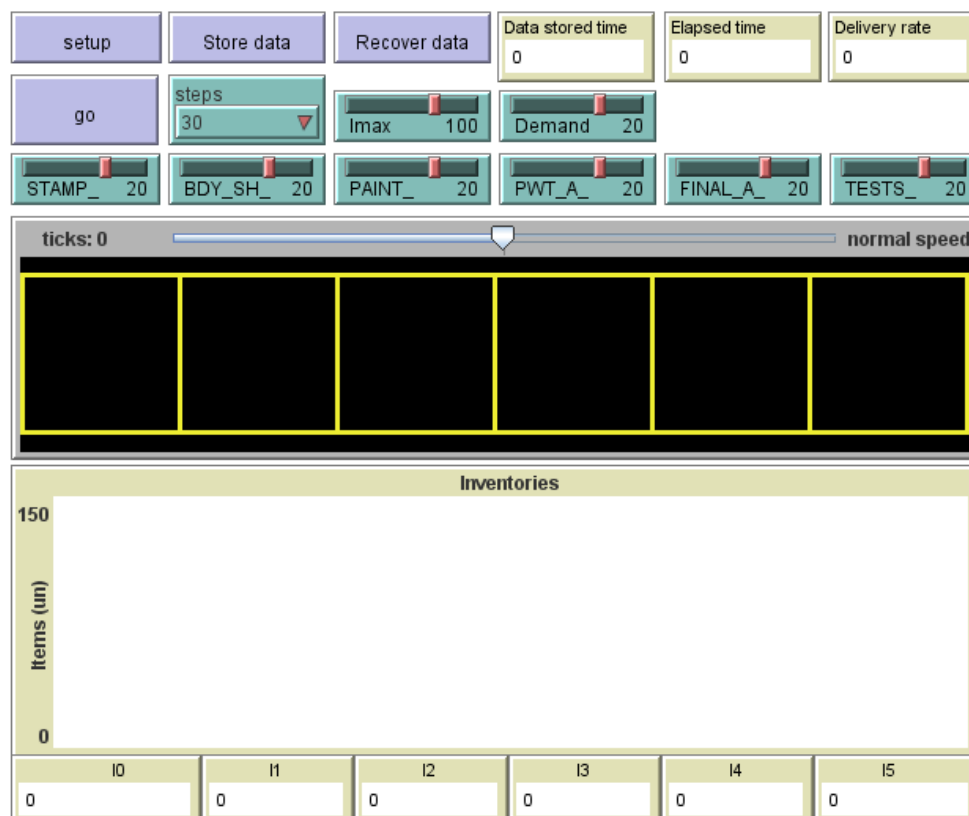 setup
Store data
Recover data
Data stored time
0
Elapsed time
0
Delivery rate
0
go
steps
30
Imax 100
Demand 20
STAMP_ 20
BDY_SH_ 20
PAINT_ 20
PWT_A_ 20
FINAL_A_ 20
TESTS_ 20
ticks: 0
normal speed
Inventories
150
Items (un)
0
I0
0
I1
0
I2
0
I3
0
I4
0
I5
0